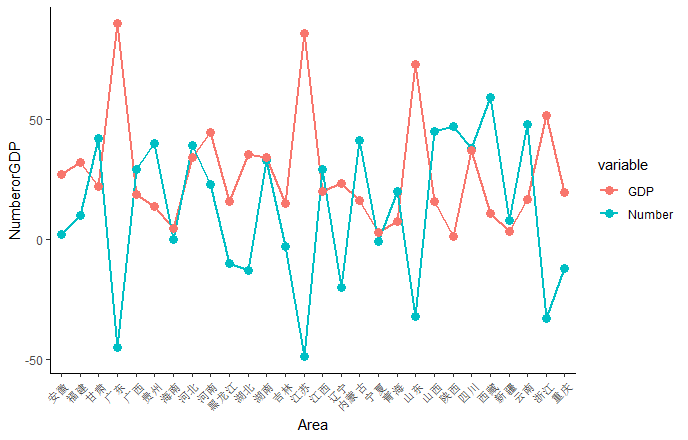 NumberorGDP
50
0
-50
安徽
福建
甘肃
广东
广西
贵州
海南
河北
河南
黑龙江
湖北
湖南
吉林
江苏
江西
辽宁
内蒙古
宁夏
青海
山东
山西
陕西
四川
西藏
新疆
云南
浙江
重庆
Area
variable
GDP
Number